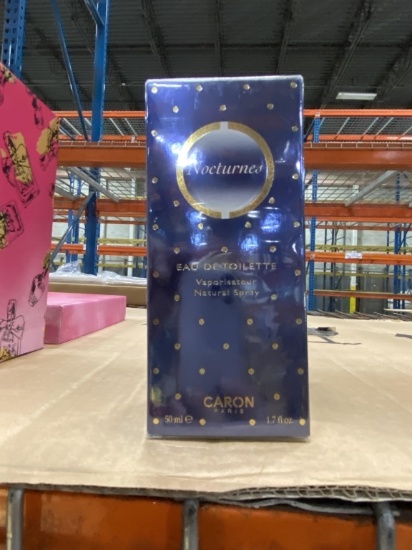 Nocturnes
EAU DE TOILETTE
Vaporisateur
Natural Spray
CARON
PARIS
50 ml ℮ 1.7 fl oz